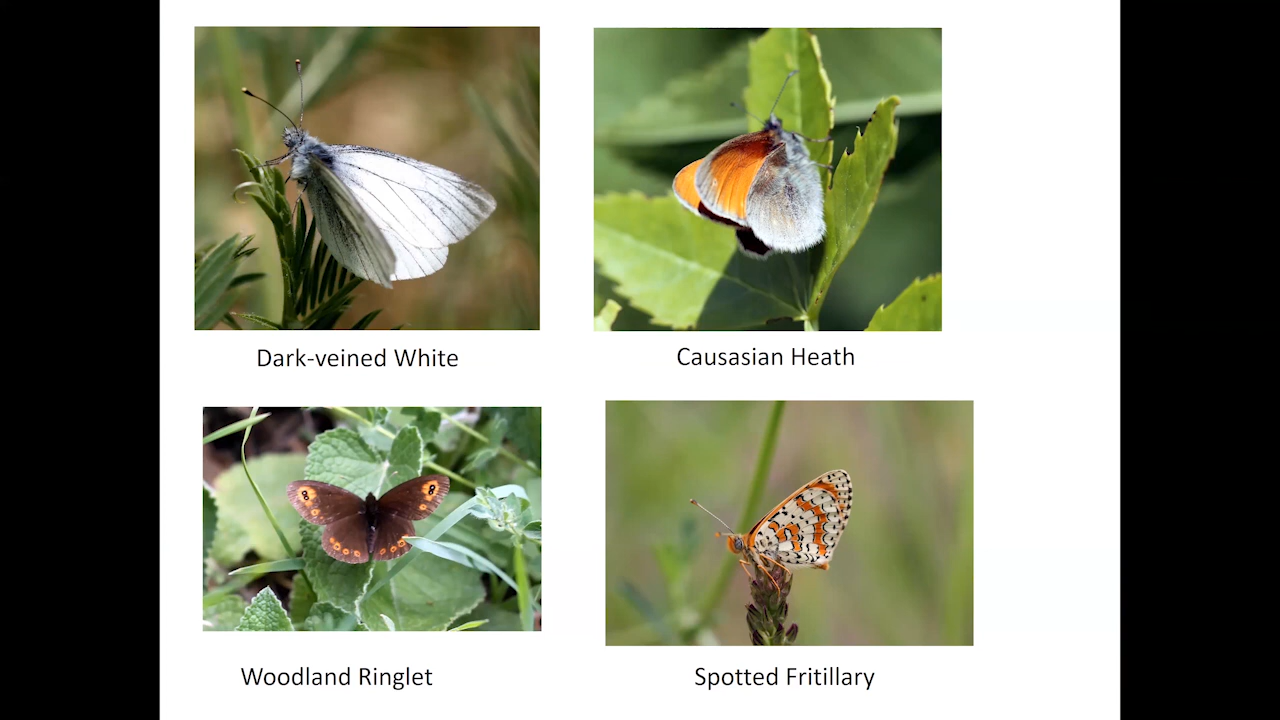 Dark-veined White
Causasian Heath
Woodland Ringlet
Spotted Fritillary